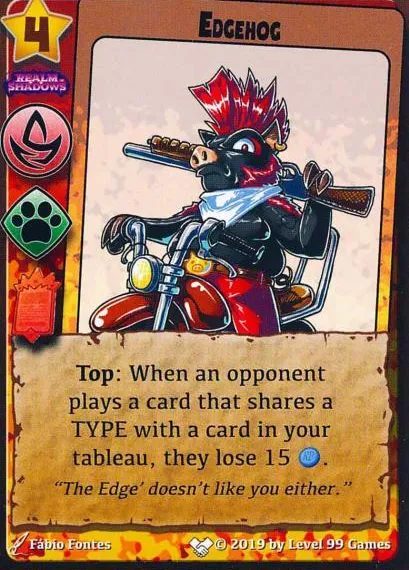 4
EDGEHOG
REALM OF
SHADOWS
Top: When an opponent
plays a card that shares a
TYPE with a card in your
tableau, they lose 15 .
“The Edge’ doesn’t like you either.”
Fábio Fontes
© 2019 by Level 99 Games